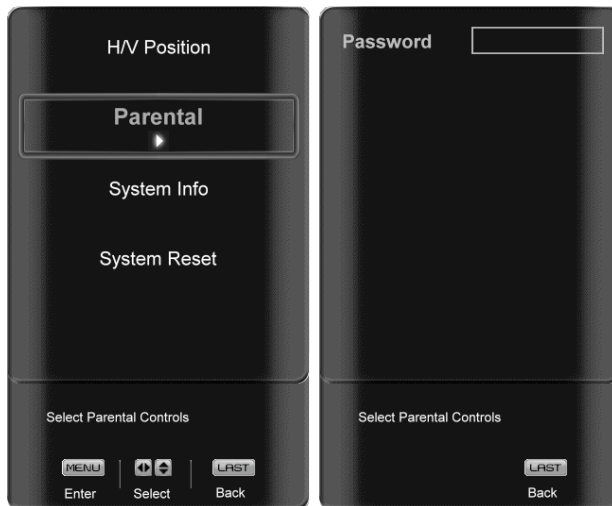 H/V Position
Parental
System Info
System Reset
Select Parental Controls
MENU LAST
Enter Select Back
Password
Select Parental Controls
LAST
Back